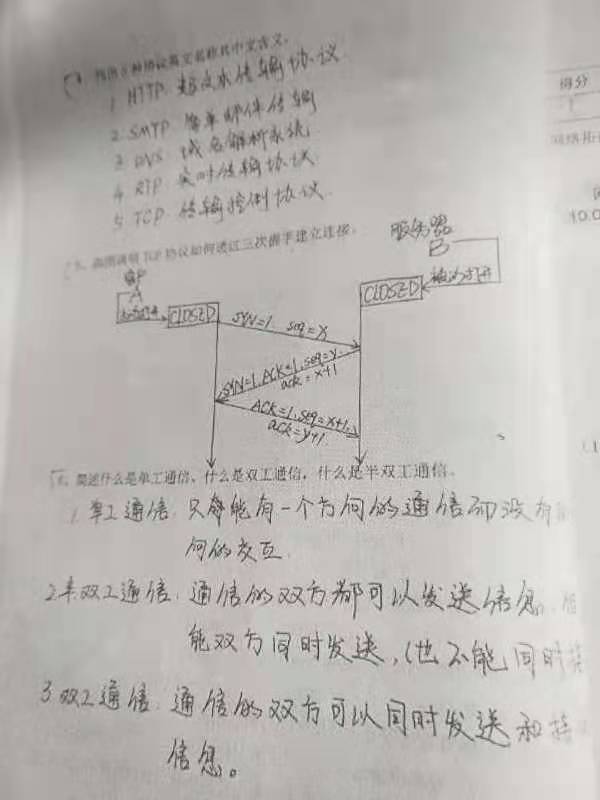 4. 列出5种协议英文名称其中文含义。
得分
1 HTTP 超文本传输协议
2 SMTP 简单邮件传输
3 DNS 域名解析系统
4 RTP 实时传输协议
5 TCP 传输控制协议
网络拓
10.0
5、画图说明TCP协议如何通过三次握手建立连接。
服务器
客户
A
B
主动打开
CLOSED
CLOSED
被动打开
SYN=1 seq=x
SYN=1.ACK=1.seq=y.
ack=x+1
ACK=1.seq=x+1.
ack=y+1
6、简述什么是单工通信、什么是双工通信,什么是半双工通信。
1.单工通信:只能有一个方向的通信而没有
向的交互.
2.半双工通信:通信的双方都可以发送信息。
能双方同时发送,(也不能同时
3.双工通信:通信的双方可以同时发送和接
信息。